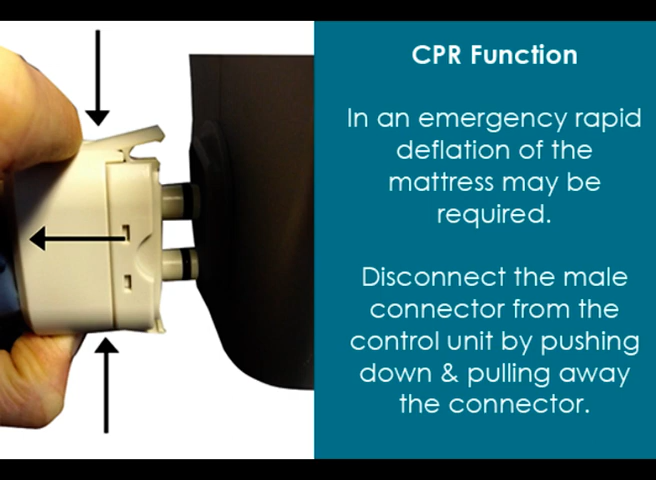 CPR Function
In an emergency rapid
deflation of the
mattress may be
required.
Disconnect the male
connector from the
control unit by pushing
down & pulling away
the connector.